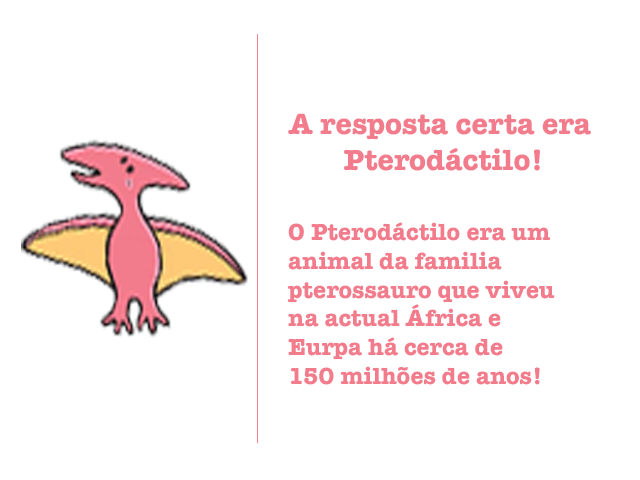 A resposta certa era
Pterodáctilo!
O Pterodáctilo era um
animal da familia
pterossauro que viveu
na actual África e
Eurpa há cerca de
150 milhões de anos!